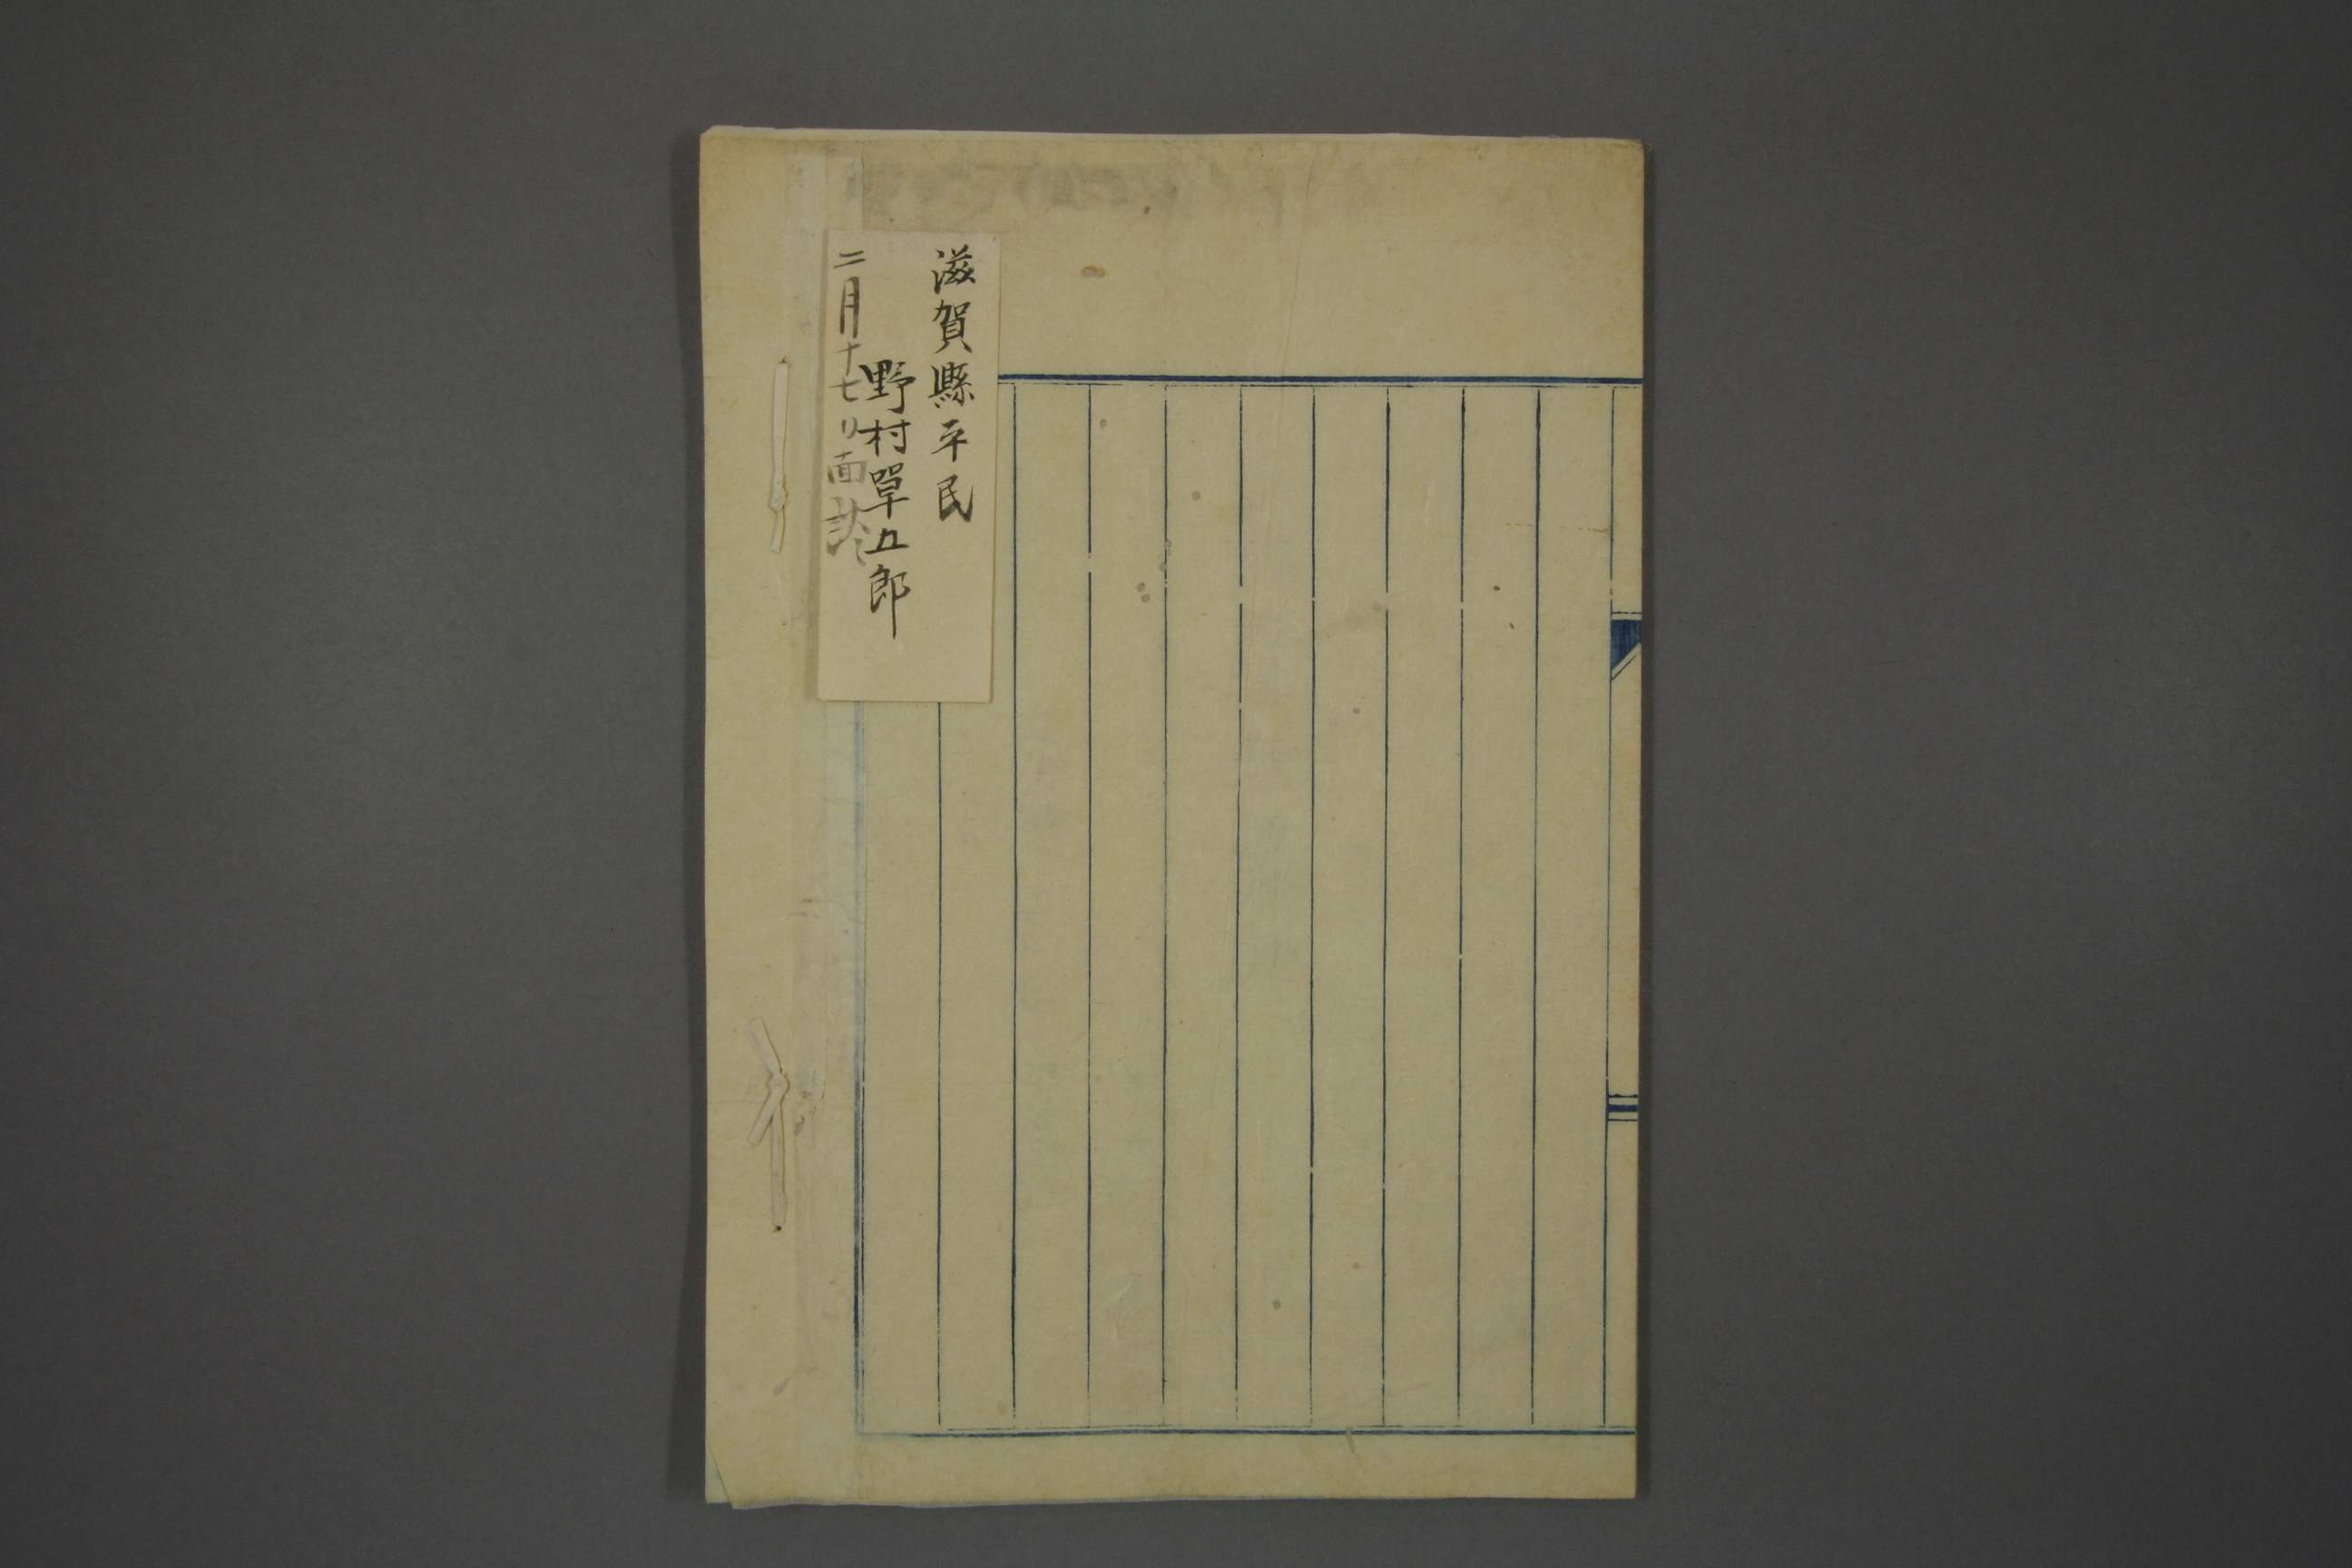 滋賀縣平民
野村單五郎
二月十七日面談